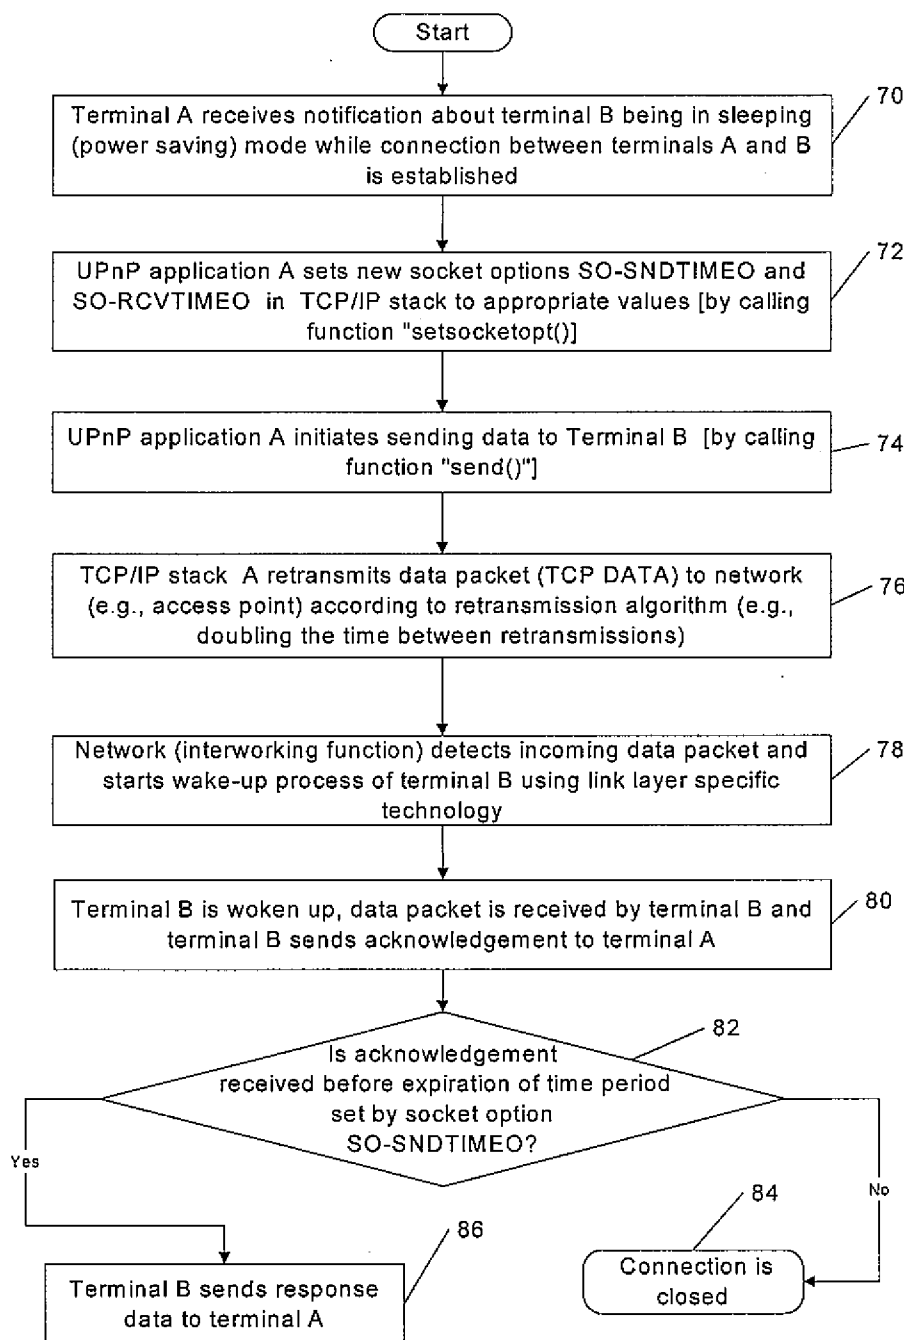 Start
Terminal A receives notification about terminal B being in sleeping
(power saving) mode while connection between terminals A and B
is established
70
UPnP application A sets new socket options SO-SNDTIMEO and
SO-RCVTIMEO in TCP/IP stack to appropriate values [by calling
function "setsocketopt()]
72
UPnP application A initiates sending data to Terminal B [by calling
function "send()"]
74
TCP/IP stack A retransmits data packet (TCP DATA) to network
(e.g., access point) according to retransmission algorithm (e.g.,
doubling the time between retransmissions)
76
Network (interworking function) detects incoming data packet and
starts wake-up process of terminal B using link layer specific
technology
78
Terminal B is woken up, data packet is received by terminal B and
terminal B sends acknowledgement to terminal A
80
82
Is acknowledgement
received before expiration of time period
set by socket option
SO-SNDTIMEO?
Yes
No
86
Terminal B sends response
data to terminal A
84
Connection is
closed